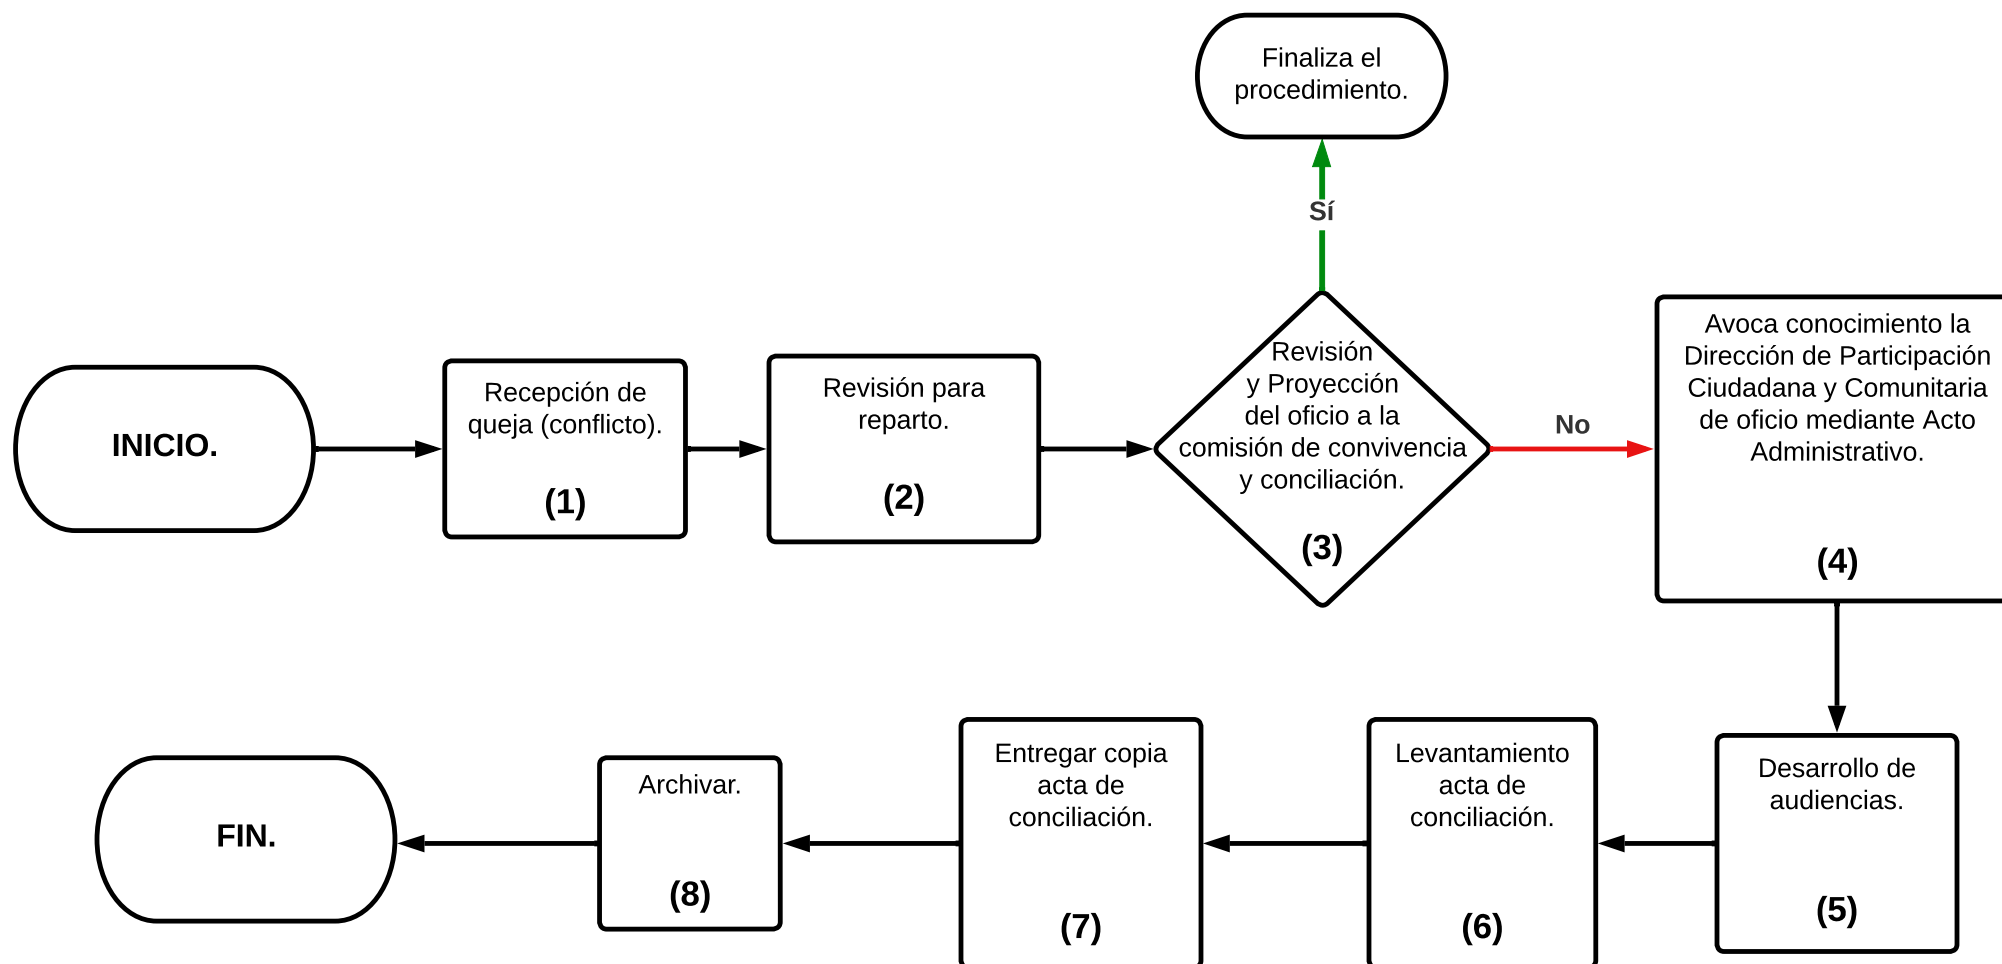 Finaliza el
procedimiento.
Sí
INICIO.
Recepción de
queja (conflicto).
(1)
Revisión para
reparto.
(2)
Revisión
y Proyección
del oficio a la
comisión de convivencia
y conciliación.
(3)
No
Avoca conocimiento la
Dirección de Participación
Ciudadana y Comunitaria
de oficio mediante Acto
Administrativo.
(4)
Desarrollo de
audiencias.
(5)
Levantamiento
acta de
conciliación.
(6)
Entregar copia
acta de
conciliación.
(7)
Archivar.
(8)
FIN.